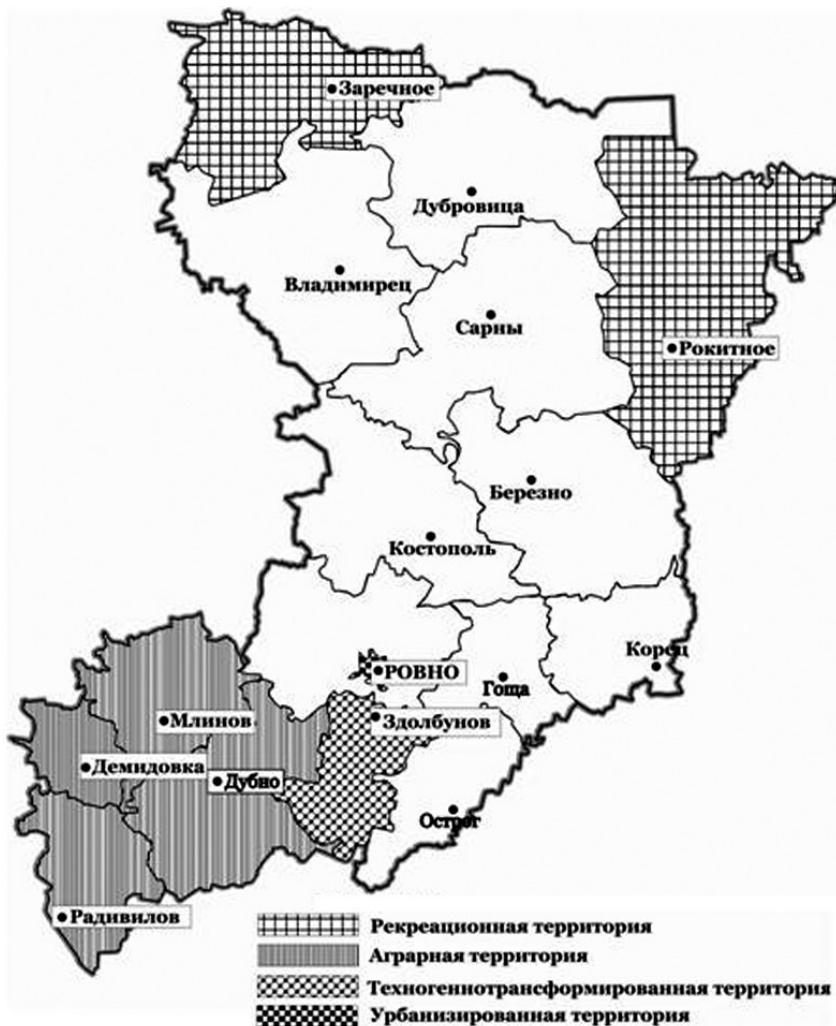 Заречное
Дубровица
Владимирец
Сарны
Рокитное
Березно
Костополь
Корец
РОВНО
Гоща
Млинов
Здолбунов
Демидовка
Дубно
Острог
Радивилов
Рекреационная территория
Аграрная территория
Техногеннотрансформированная территория
Урбанизированная территория